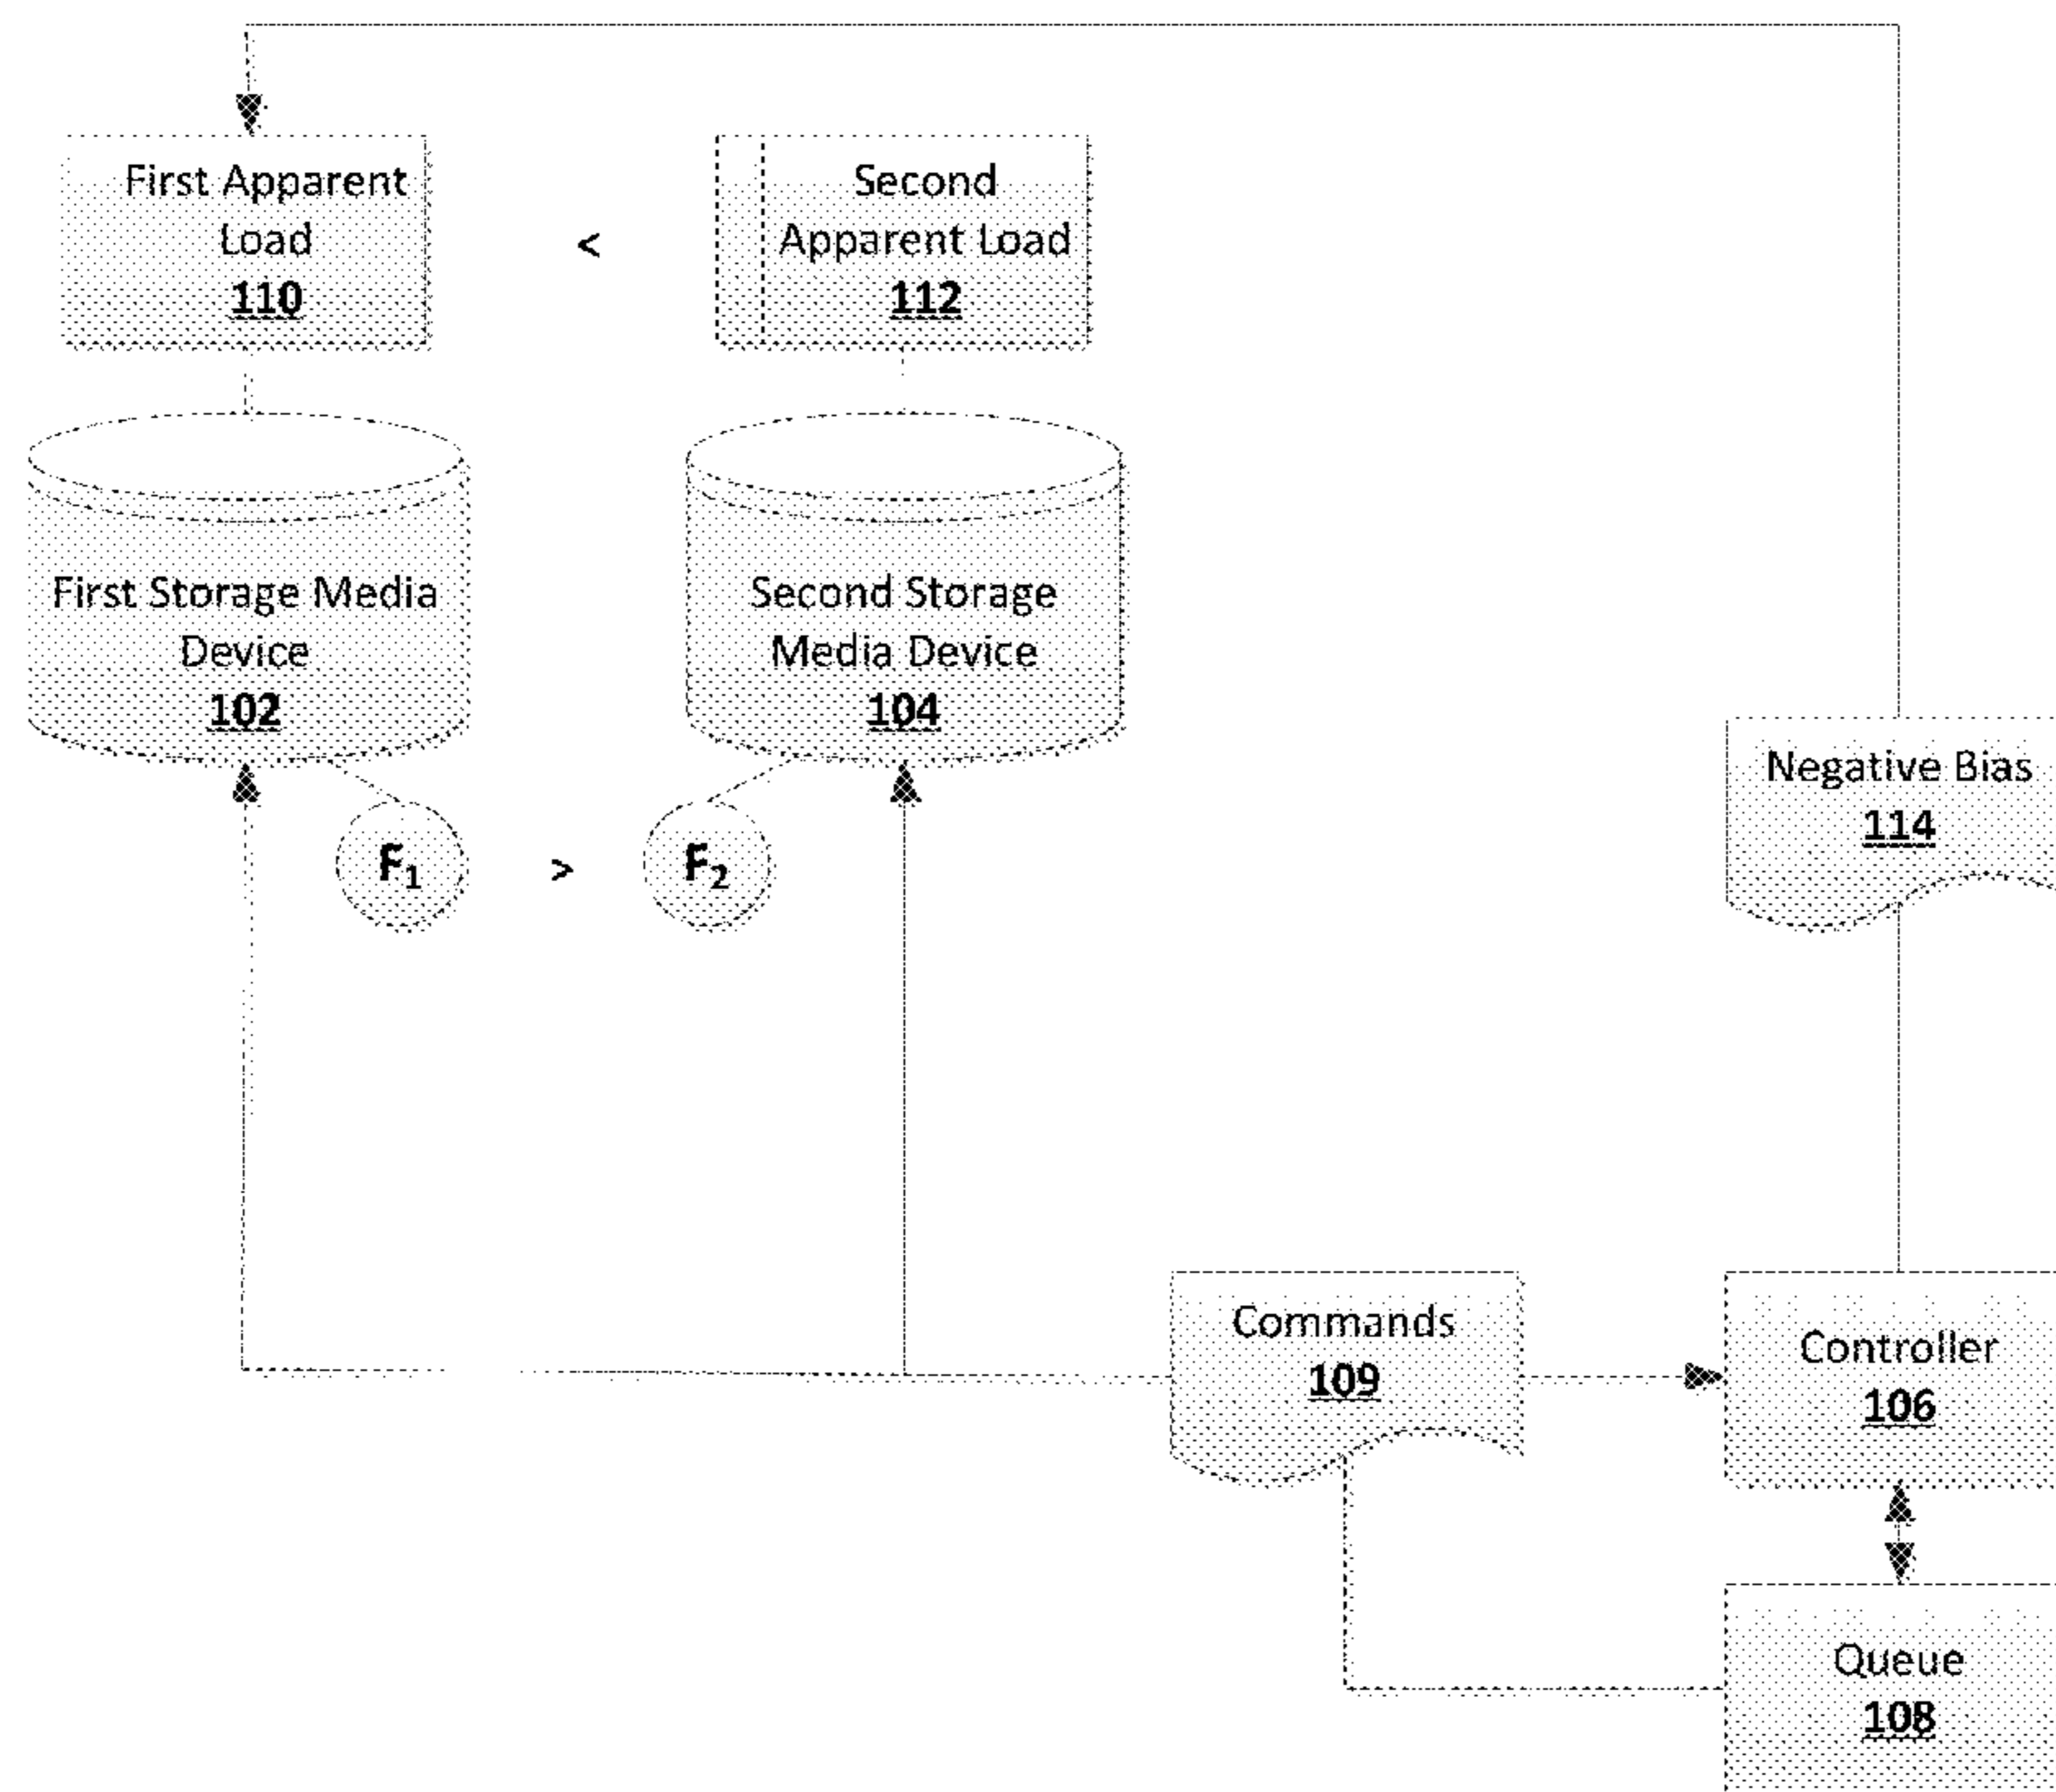 First Apparent
Load
110
<
Second
Apparent Load
112
First Storage Media
Device
102
Second Storage
Media Device
104
F₁
>
F₂
Negative Bias
114
Commands
109
Controller
106
Queue
108